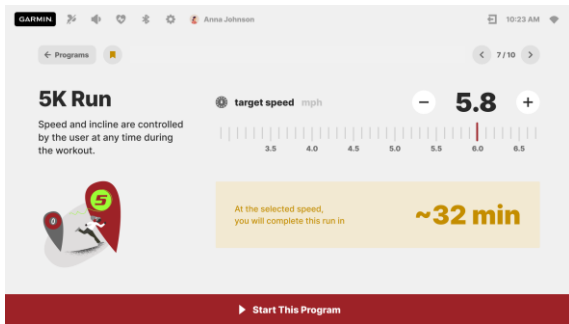 GARMIN
Anna Johnson
10:23 AM
← Programs
7/10
5K Run
Speed and incline are controlled
by the user at any time during
the workout.
target speed mph
− 5.8 +
3.5 4.0 4.5 5.0 5.5 6.0 6.5
5
At the selected speed,
you will complete this run in
~32 min
Start This Program